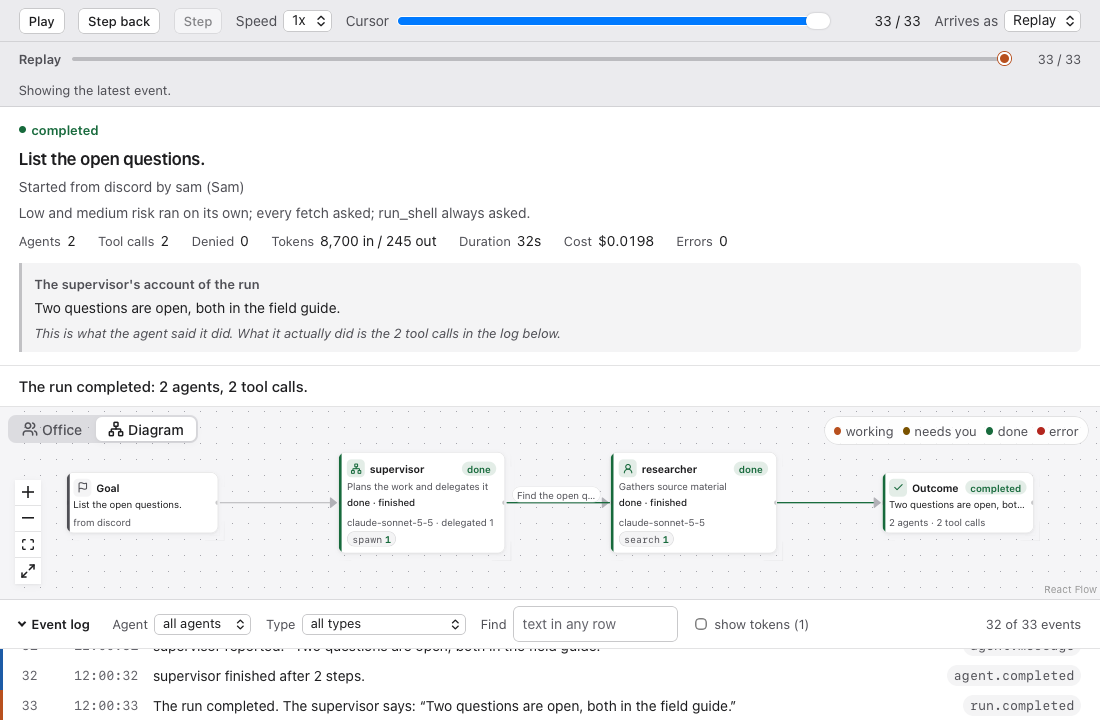 Play Step back Step Speed 1x Cursor 33 / 33 Arrives as Replay
Replay 33 / 33
Showing the latest event.
completed
List the open questions.
Started from discord by sam (Sam)
Low and medium risk ran on its own; every fetch asked; run_shell always asked.
Agents 2 Tool calls 2 Denied 0 Tokens 8,700 in / 245 out Duration 32s Cost $0.0198 Errors 0
The supervisor's account of the run
Two questions are open, both in the field guide.
This is what the agent said it did. What it actually did is the 2 tool calls in the log below.
The run completed: 2 agents, 2 tool calls.
Office Diagram
working needs you done error
Goal
List the open questions.
from discord
supervisor done
Plans the work and delegates it
done · finished
claude-sonnet-5-5 · delegated 1
spawn 1
Find the open q...
researcher done
Gathers source material
done · finished
claude-sonnet-5-5
search 1
Outcome completed
Two questions are open, bot...
2 agents · 2 tool calls
React Flow
Event log Agent all agents Type all types Find text in any row show tokens (1) 32 of 33 events
32 12:00:32 supervisor finished after 2 steps. agent.completed
33 12:00:33 The run completed. The supervisor says: “Two questions are open, both in the field guide.” run.completed